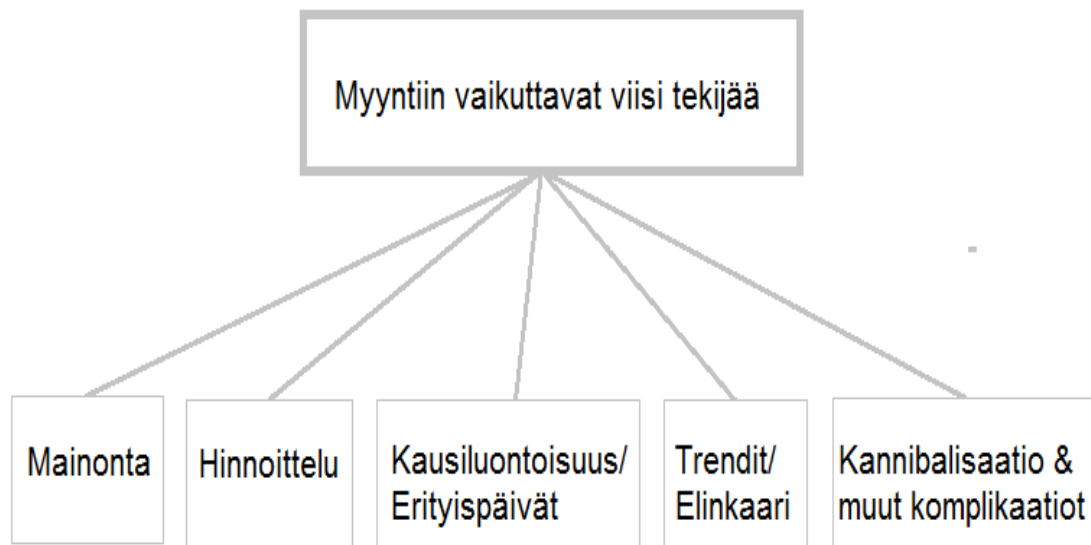 Myyntiin vaikuttavat viisi tekijää
Mainonta
Hinnoittelu
Kausiluontoisuus/
Erityispäivät
Trendit/
Elinkaari
Kannibalisaatio &
muut komplikaatiot